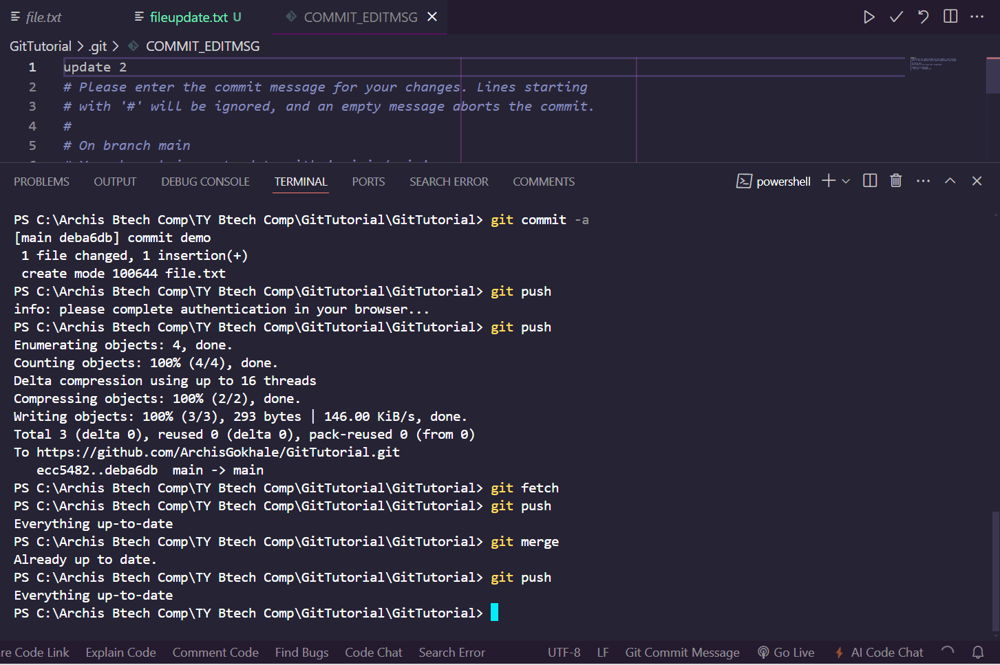 file.txt fileupdate.txt U COMMIT_EDITMSG
GitTutorial > .git > COMMIT_EDITMSG
1 update 2
2 # Please enter the commit message for your changes. Lines starting
3 # with '#' will be ignored, and an empty message aborts the commit.
4 #
5 # On branch main
PROBLEMS OUTPUT DEBUG CONSOLE TERMINAL PORTS SEARCH ERROR COMMENTS powershell
PS C:\Archis Btech Comp\TY Btech Comp\GitTutorial\GitTutorial> git commit -a
[main deba6db] commit demo
1 file changed, 1 insertion(+)
create mode 100644 file.txt
PS C:\Archis Btech Comp\TY Btech Comp\GitTutorial\GitTutorial> git push
info: please complete authentication in your browser...
PS C:\Archis Btech Comp\TY Btech Comp\GitTutorial\GitTutorial> git push
Enumerating objects: 4, done.
Counting objects: 100% (4/4), done.
Delta compression using up to 16 threads
Compressing objects: 100% (2/2), done.
Writing objects: 100% (3/3), 293 bytes | 146.00 KiB/s, done.
Total 3 (delta 0), reused 0 (delta 0), pack-reused 0 (from 0)
To https://github.com/ArchisGokhale/GitTutorial.git
ecc5482..deba6db main -> main
PS C:\Archis Btech Comp\TY Btech Comp\GitTutorial\GitTutorial> git fetch
PS C:\Archis Btech Comp\TY Btech Comp\GitTutorial\GitTutorial> git push
Everything up-to-date
PS C:\Archis Btech Comp\TY Btech Comp\GitTutorial\GitTutorial> git merge
Already up to date.
PS C:\Archis Btech Comp\TY Btech Comp\GitTutorial\GitTutorial> git push
Everything up-to-date
PS C:\Archis Btech Comp\TY Btech Comp\GitTutorial\GitTutorial>
re Code Link Explain Code Comment Code Find Bugs Code Chat Search Error UTF-8 LF Git Commit Message Go Live AI Code Chat